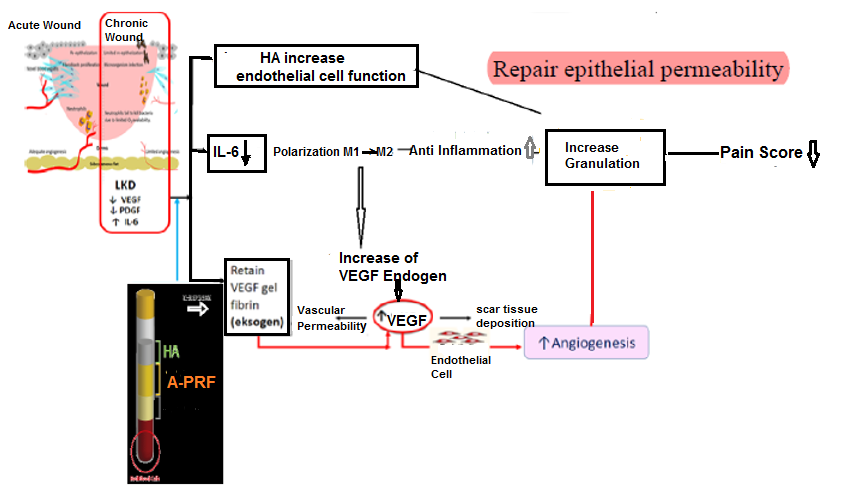 Acute Wound
Chronic
Wound
HA increase
endothelial cell function
Repair epithelial permeability
IL-6
Polarization M1
M2
Anti Inflammation
Increase
Granulation
Pain Score
LKD
↓ VEGF
↓ PDGF
↑ IL-6
Increase of
VEGF Endogen
Retain
VEGF gel
fibrin
(eksogen)
Vascular
Permeability
↑VEGF
scar tissue
deposition
Endothelial
Cell
↑ Angiogenesis
HA
A-PRF